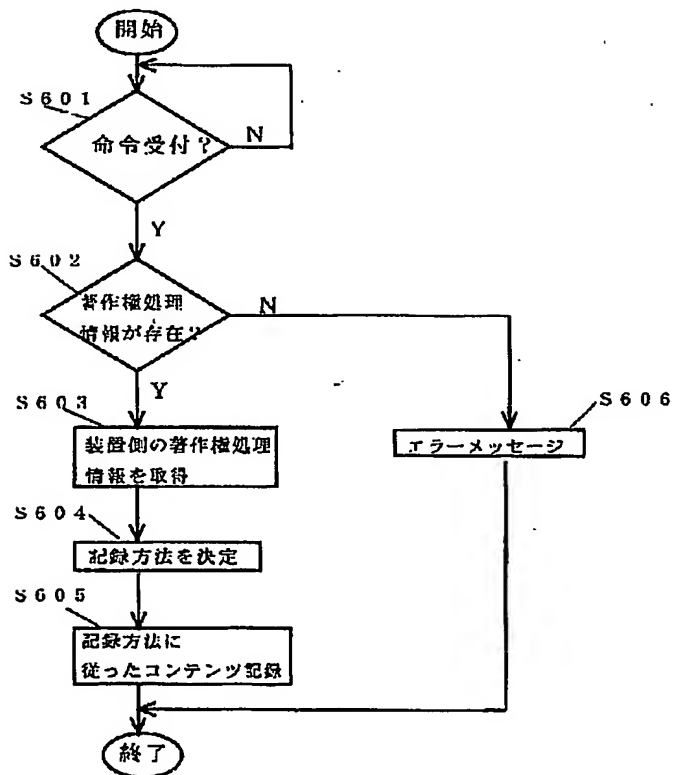 開始
S601
命令受付?
N
Y
S602
著作権処理
情報が存在?
N
Y
S603
装置側の著作権処理
情報を取得
S606
エラーメッセージ
S604
記録方法を決定
S605
記録方法に
従ったコンテンツ記録
終了